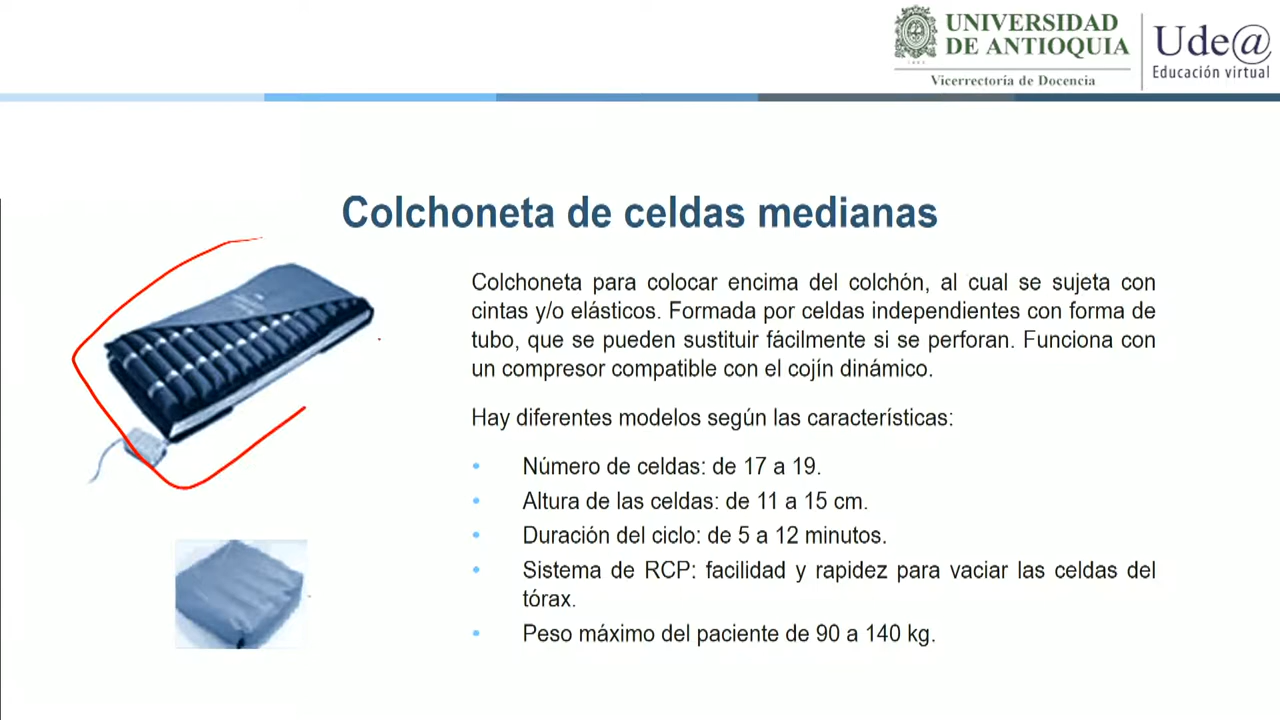 UNIVERSIDAD
DE ANTIOQUIA
Vicerrectoría de Docencia
Ude@
Educación virtual
Colchoneta de celdas medianas
Colchoneta para colocar encima del colchón, al cual se sujeta con
cintas y/o elásticos. Formada por celdas independientes con forma de
tubo, que se pueden sustituir fácilmente si se perforan. Funciona con
un compresor compatible con el cojín dinámico.
Hay diferentes modelos según las características:
• Número de celdas: de 17 a 19.
• Altura de las celdas: de 11 a 15 cm.
• Duración del ciclo: de 5 a 12 minutos.
• Sistema de RCP: facilidad y rapidez para vaciar las celdas del
tórax.
• Peso máximo del paciente de 90 a 140 kg.